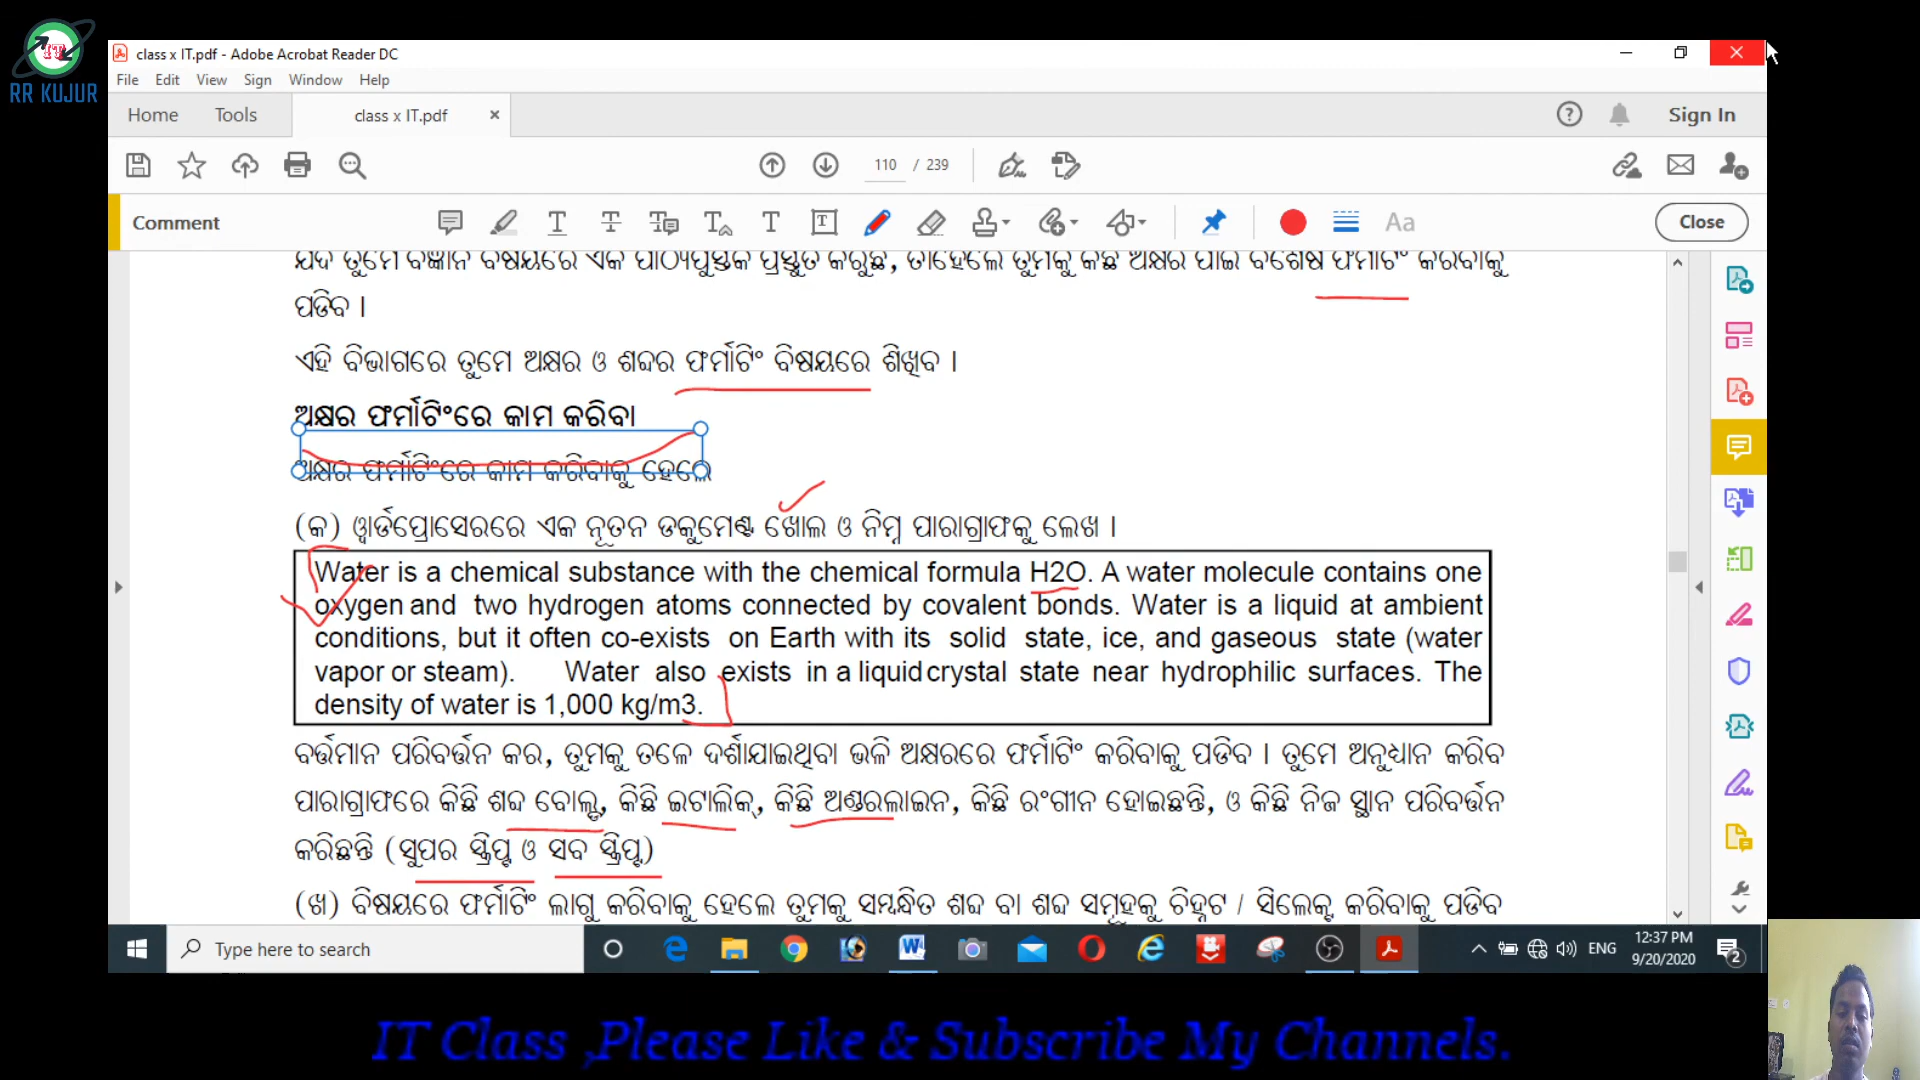 IT
RR KUJUR
class x IT.pdf - Adobe Acrobat Reader DC
File Edit View Sign Window Help
Home Tools class x IT.pdf × Sign In
110 / 239
Comment Aa Close
ଯଦି ତୁମେ ବିଜ୍ଞାନ ବିଷୟରେ ଏକ ପାଠ୍ୟପୁସ୍ତକ ପ୍ରସ୍ତୁତ କରୁଛ, ତାହେଲେ ତୁମକୁ କିଛି ଅକ୍ଷର ପାଇଁ ବିଶେଷ ଫର୍ମାଟିଂ କରିବାକୁ
ପଡିବ ।
ଏହି ବିଭାଗରେ ତୁମେ ଅକ୍ଷର ଓ ଶବ୍ଦର ଫର୍ମାଟିଂ ବିଷୟରେ ଶିଖିବ ।
ଅକ୍ଷର ଫର୍ମାଟିଂରେ କାମ କରିବା
ଅକ୍ଷର ଫର୍ମାଟିଂରେ କାମ କରିବାକୁ ହେଲେ
(କ) ୱାର୍ଡପ୍ରୋସେରରେ ଏକ ନୂତନ ଡକୁମେଣ୍ଟ ଖୋଲ ଓ ନିମ୍ନ ପାରାଗ୍ରାଫକୁ ଲେଖ ।
Water is a chemical substance with the chemical formula H2O. A water molecule contains one
oxygen and two hydrogen atoms connected by covalent bonds. Water is a liquid at ambient
conditions, but it often co-exists on Earth with its solid state, ice, and gaseous state (water
vapor or steam). Water also exists in a liquid crystal state near hydrophilic surfaces. The
density of water is 1,000 kg/m3.
ବର୍ତ୍ତମାନ ପରିବର୍ତ୍ତନ କର, ତୁମକୁ ତଳେ ଦର୍ଶାଯାଇଥିବା ଭଳି ଅକ୍ଷରରେ ଫର୍ମାଟିଂ କରିବାକୁ ପଡିବ । ତୁମେ ଅନୁଧ୍ୟାନ କରିବ
ପାରାଗ୍ରାଫରେ କିଛି ଶବ୍ଦ ବୋଲ୍ଡ, କିଛି ଇଟାଲିକ୍, କିଛି ଅଣ୍ଡରଲାଇନ, କିଛି ରଂଗୀନ ହୋଇଛନ୍ତି, ଓ କିଛି ନିଜ ସ୍ଥାନ ପରିବର୍ତ୍ତନ
କରିଛନ୍ତି (ସୁପର ସ୍କ୍ରିପ୍ଟ ଓ ସବ ସ୍କ୍ରିପ୍ଟ)
(ଖ) ବିଷୟରେ ଫର୍ମାଟିଂ ଲାଗୁ କରିବାକୁ ହେଲେ ତୁମକୁ ସମ୍ବନ୍ଧିତ ଶବ୍ଦ ବା ଶବ୍ଦ ସମୂହକୁ ଚିହ୍ନଟ / ସିଲେକ୍ଟ କରିବାକୁ ପଡିବ
Type here to search ENG 12:37 PM
9/20/2020 2
IT Class ,Please Like & Subscribe My Channels.